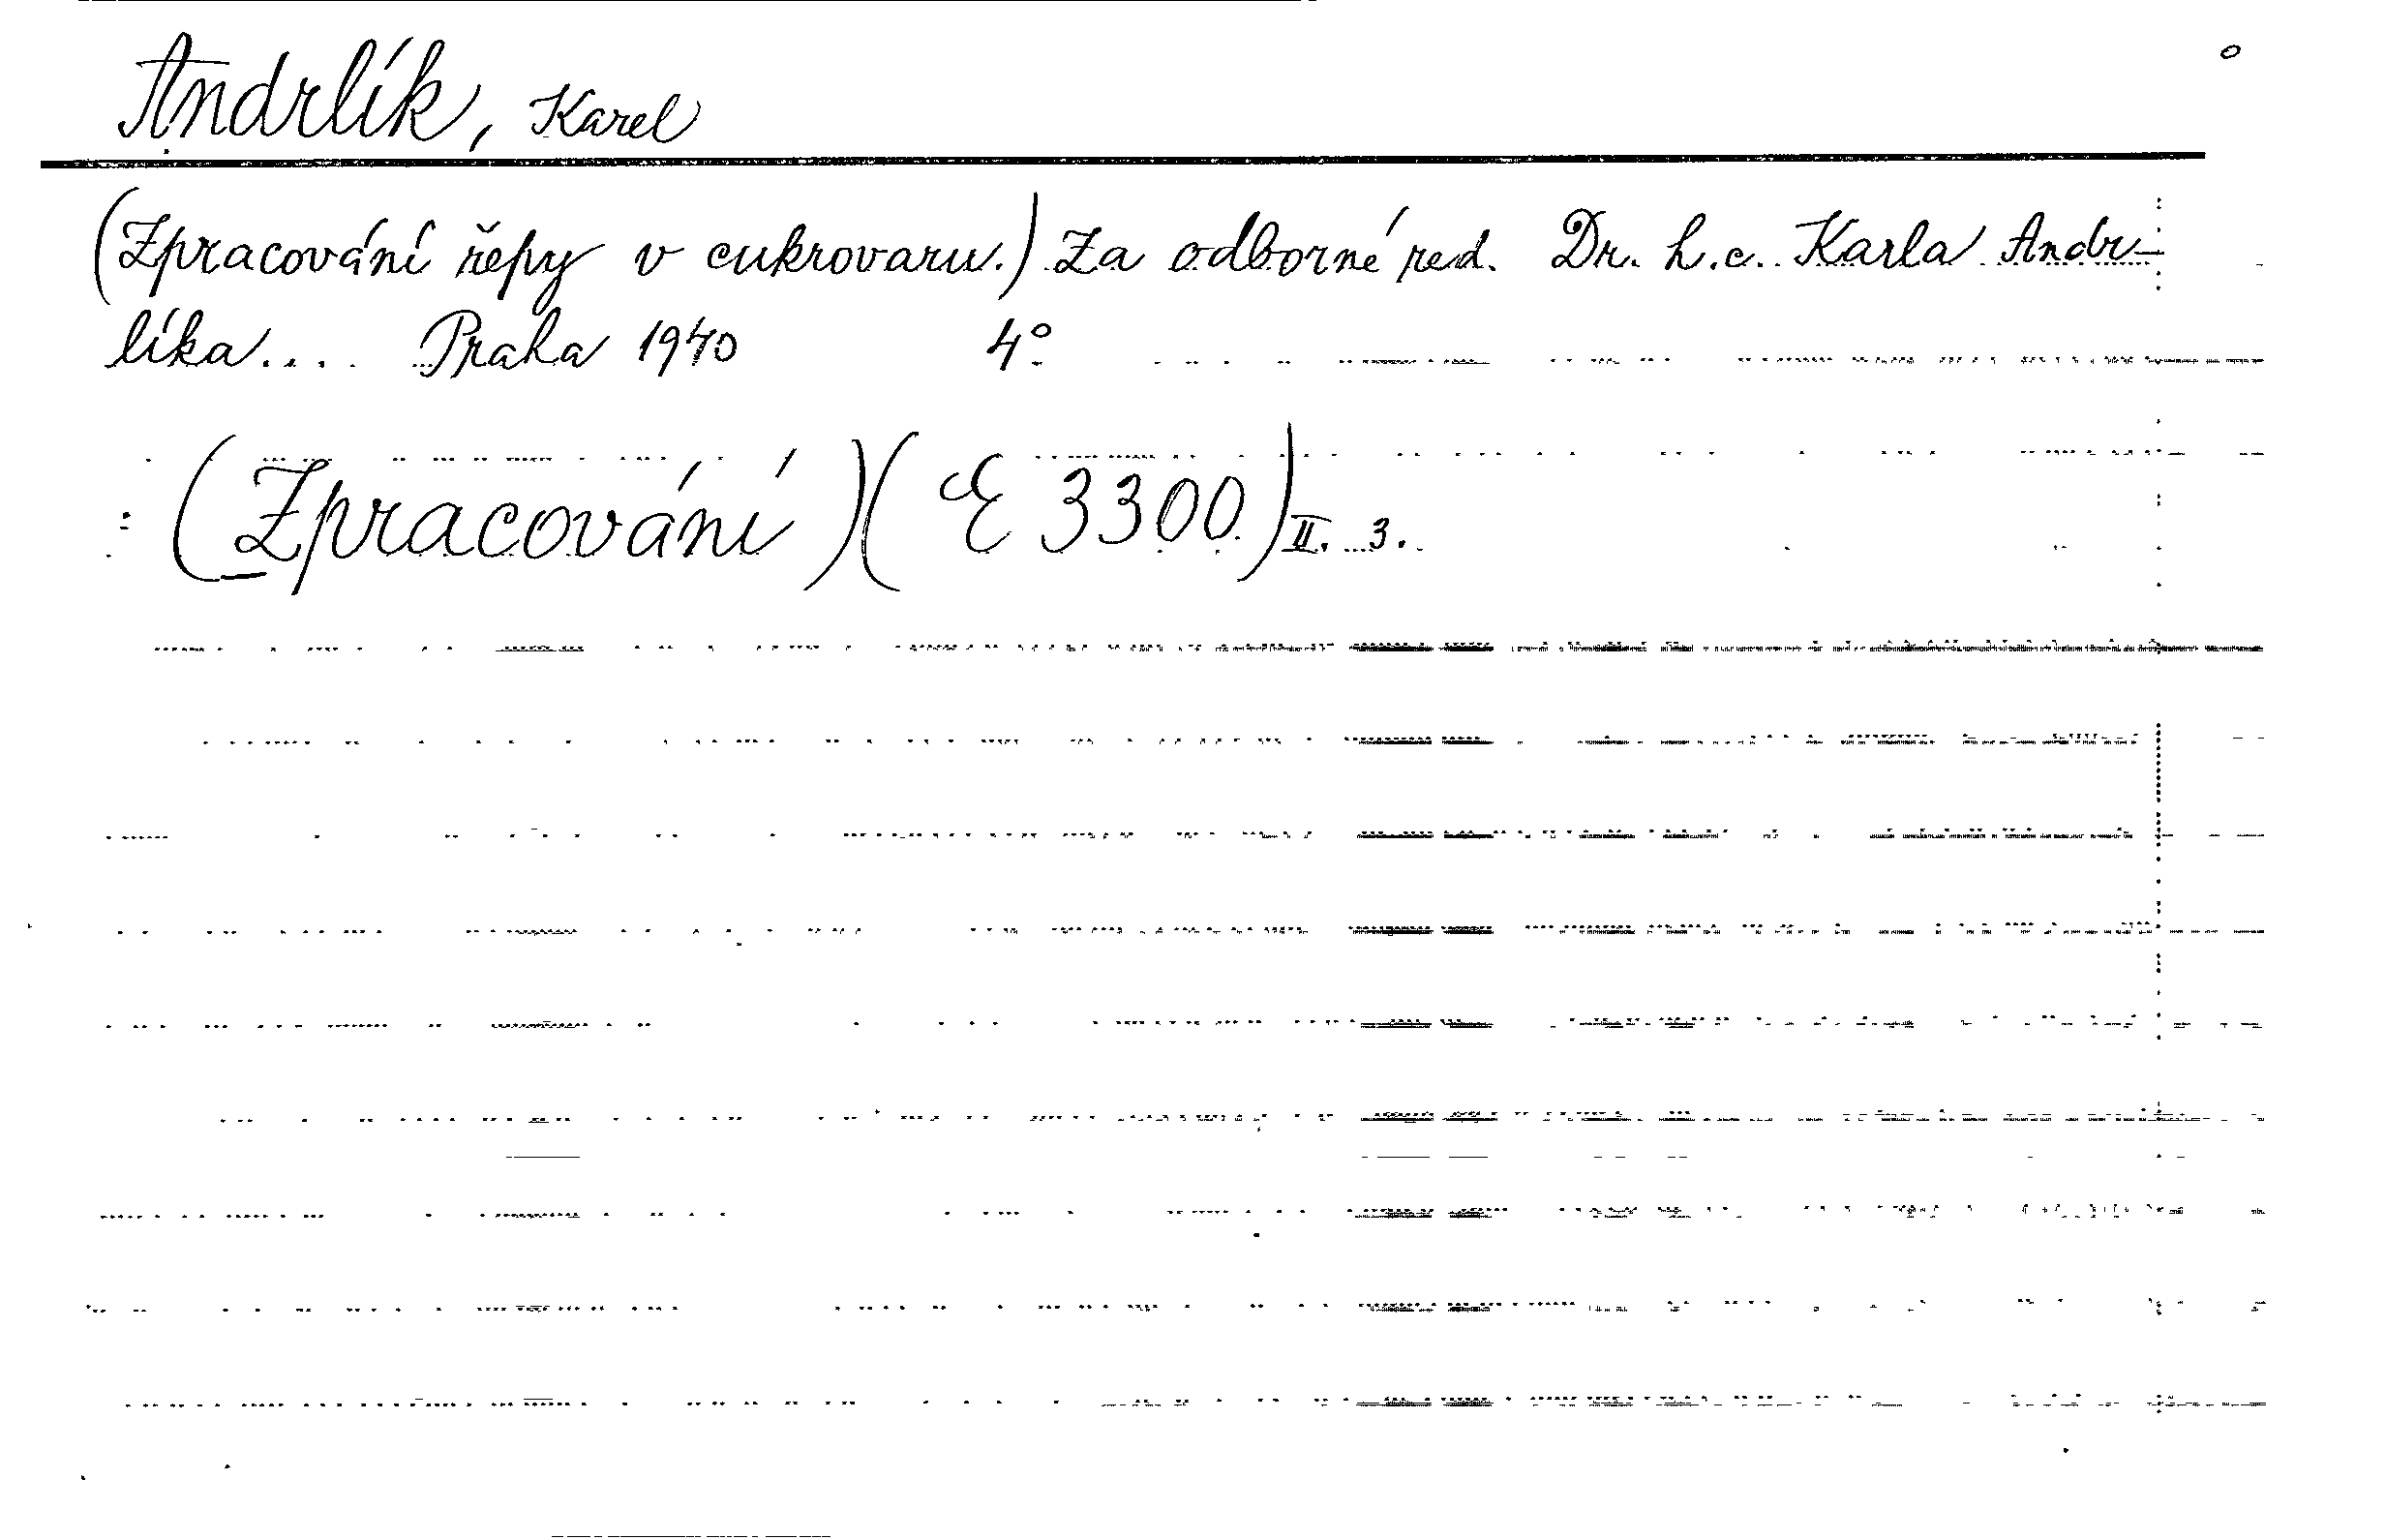 Andrlík, Karel
(Zpracování řepy v cukrovaru.) Za odborné red. Dr. h.c. Karla Andr-
líka.... Praha 1940 4°
(Zpracování)(E 3300) II. 3.